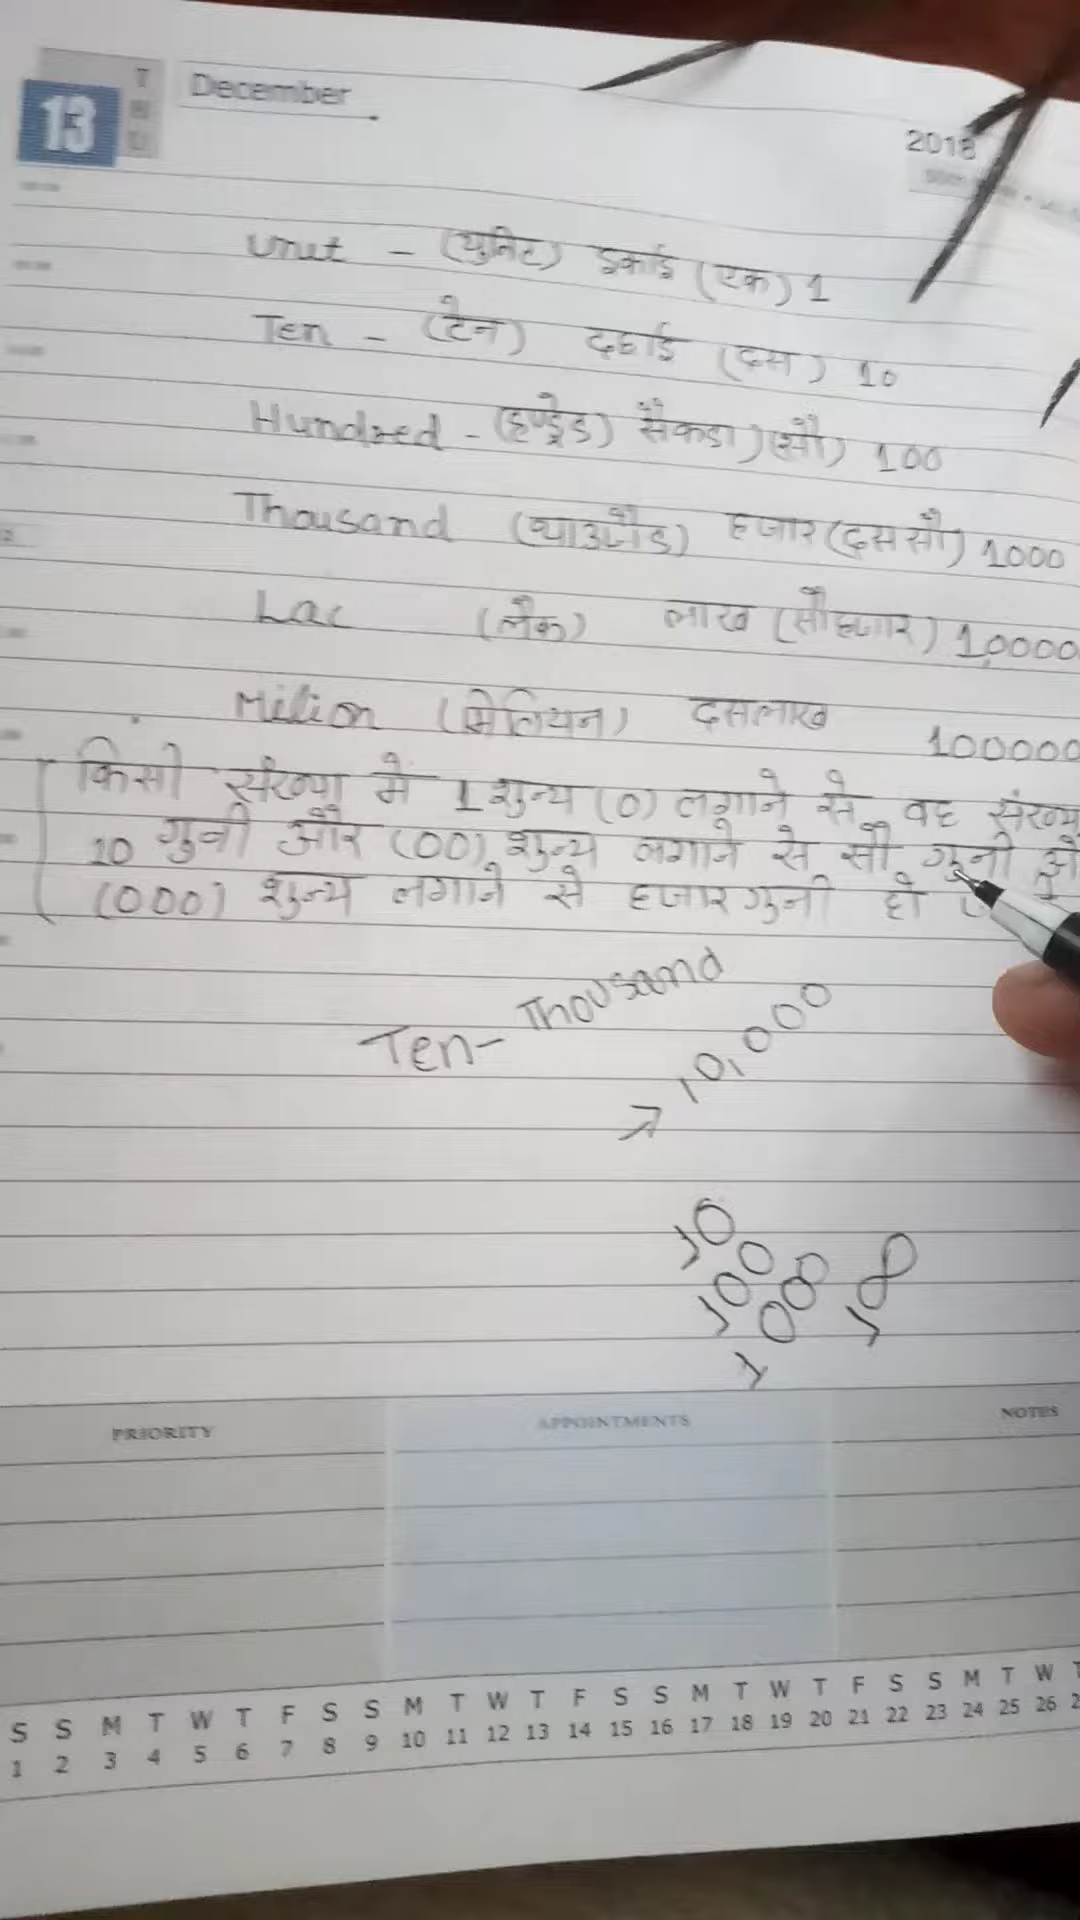 13
T
H
U
December
2018
Unit - (युनिट) इकाई (एक) 1
Ten - (टेन) दहाई (दस) 10
Hundred - (हण्ड्रेड) सैकडा (सौ) 100
Thousand (थाउजैंड) हजार (दस सौ) 1000
Lac (लैक) लाख (सौ हजार) 1,0000
Milion (मिलियन) दसलाख 100000
किसी संख्या मे 1 शुन्य (0) लगाने से वह संख्य
10 गुनी और (00) शुन्य लगाने से सौ गुनी औ
(000) शुन्य लगाने से हजार गुनी हो
Ten- Thousand
10,000
PRIORITY APPOINTMENTS NOTES
S S M T W T F S S M T W T F S S M T W T F S S M T W T
1 2 3 4 5 6 7 8 9 10 11 12 13 14 15 16 17 18 19 20 21 22 23 24 25 26 2